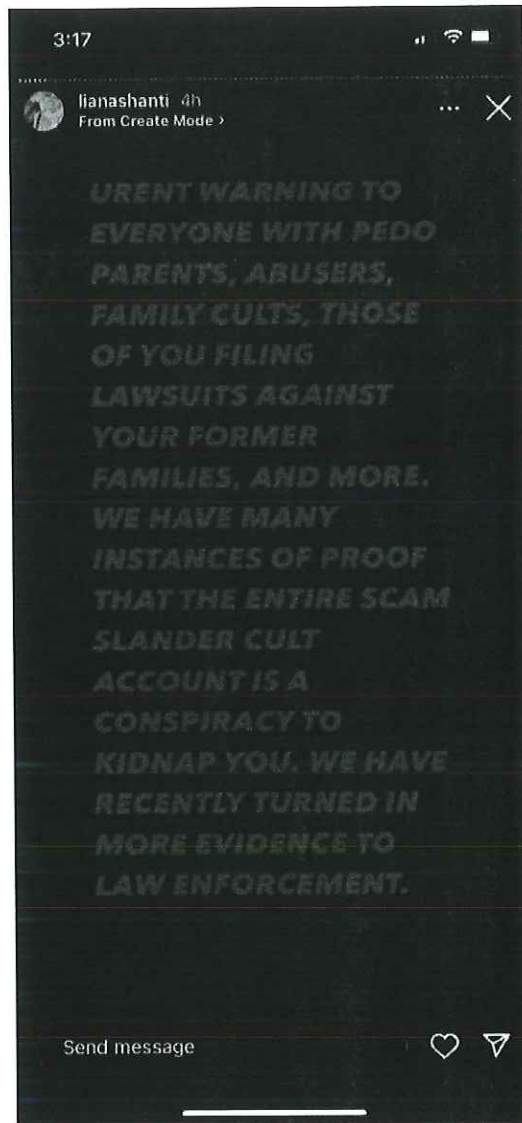 3:17
lianashanti 4h
From Create Mode >
URENT WARNING TO
EVERYONE WITH PEDO
PARENTS, ABUSERS,
FAMILY CULTS, THOSE
OF YOU FILING
LAWSUITS AGAINST
YOUR FORMER
FAMILIES, AND MORE.
WE HAVE MANY
INSTANCES OF PROOF
THAT THE ENTIRE SCAM
SLANDER CULT
ACCOUNT IS A
CONSPIRACY TO
KIDNAP YOU. WE HAVE
RECENTLY TURNED IN
MORE EVIDENCE TO
LAW ENFORCEMENT.
Send message